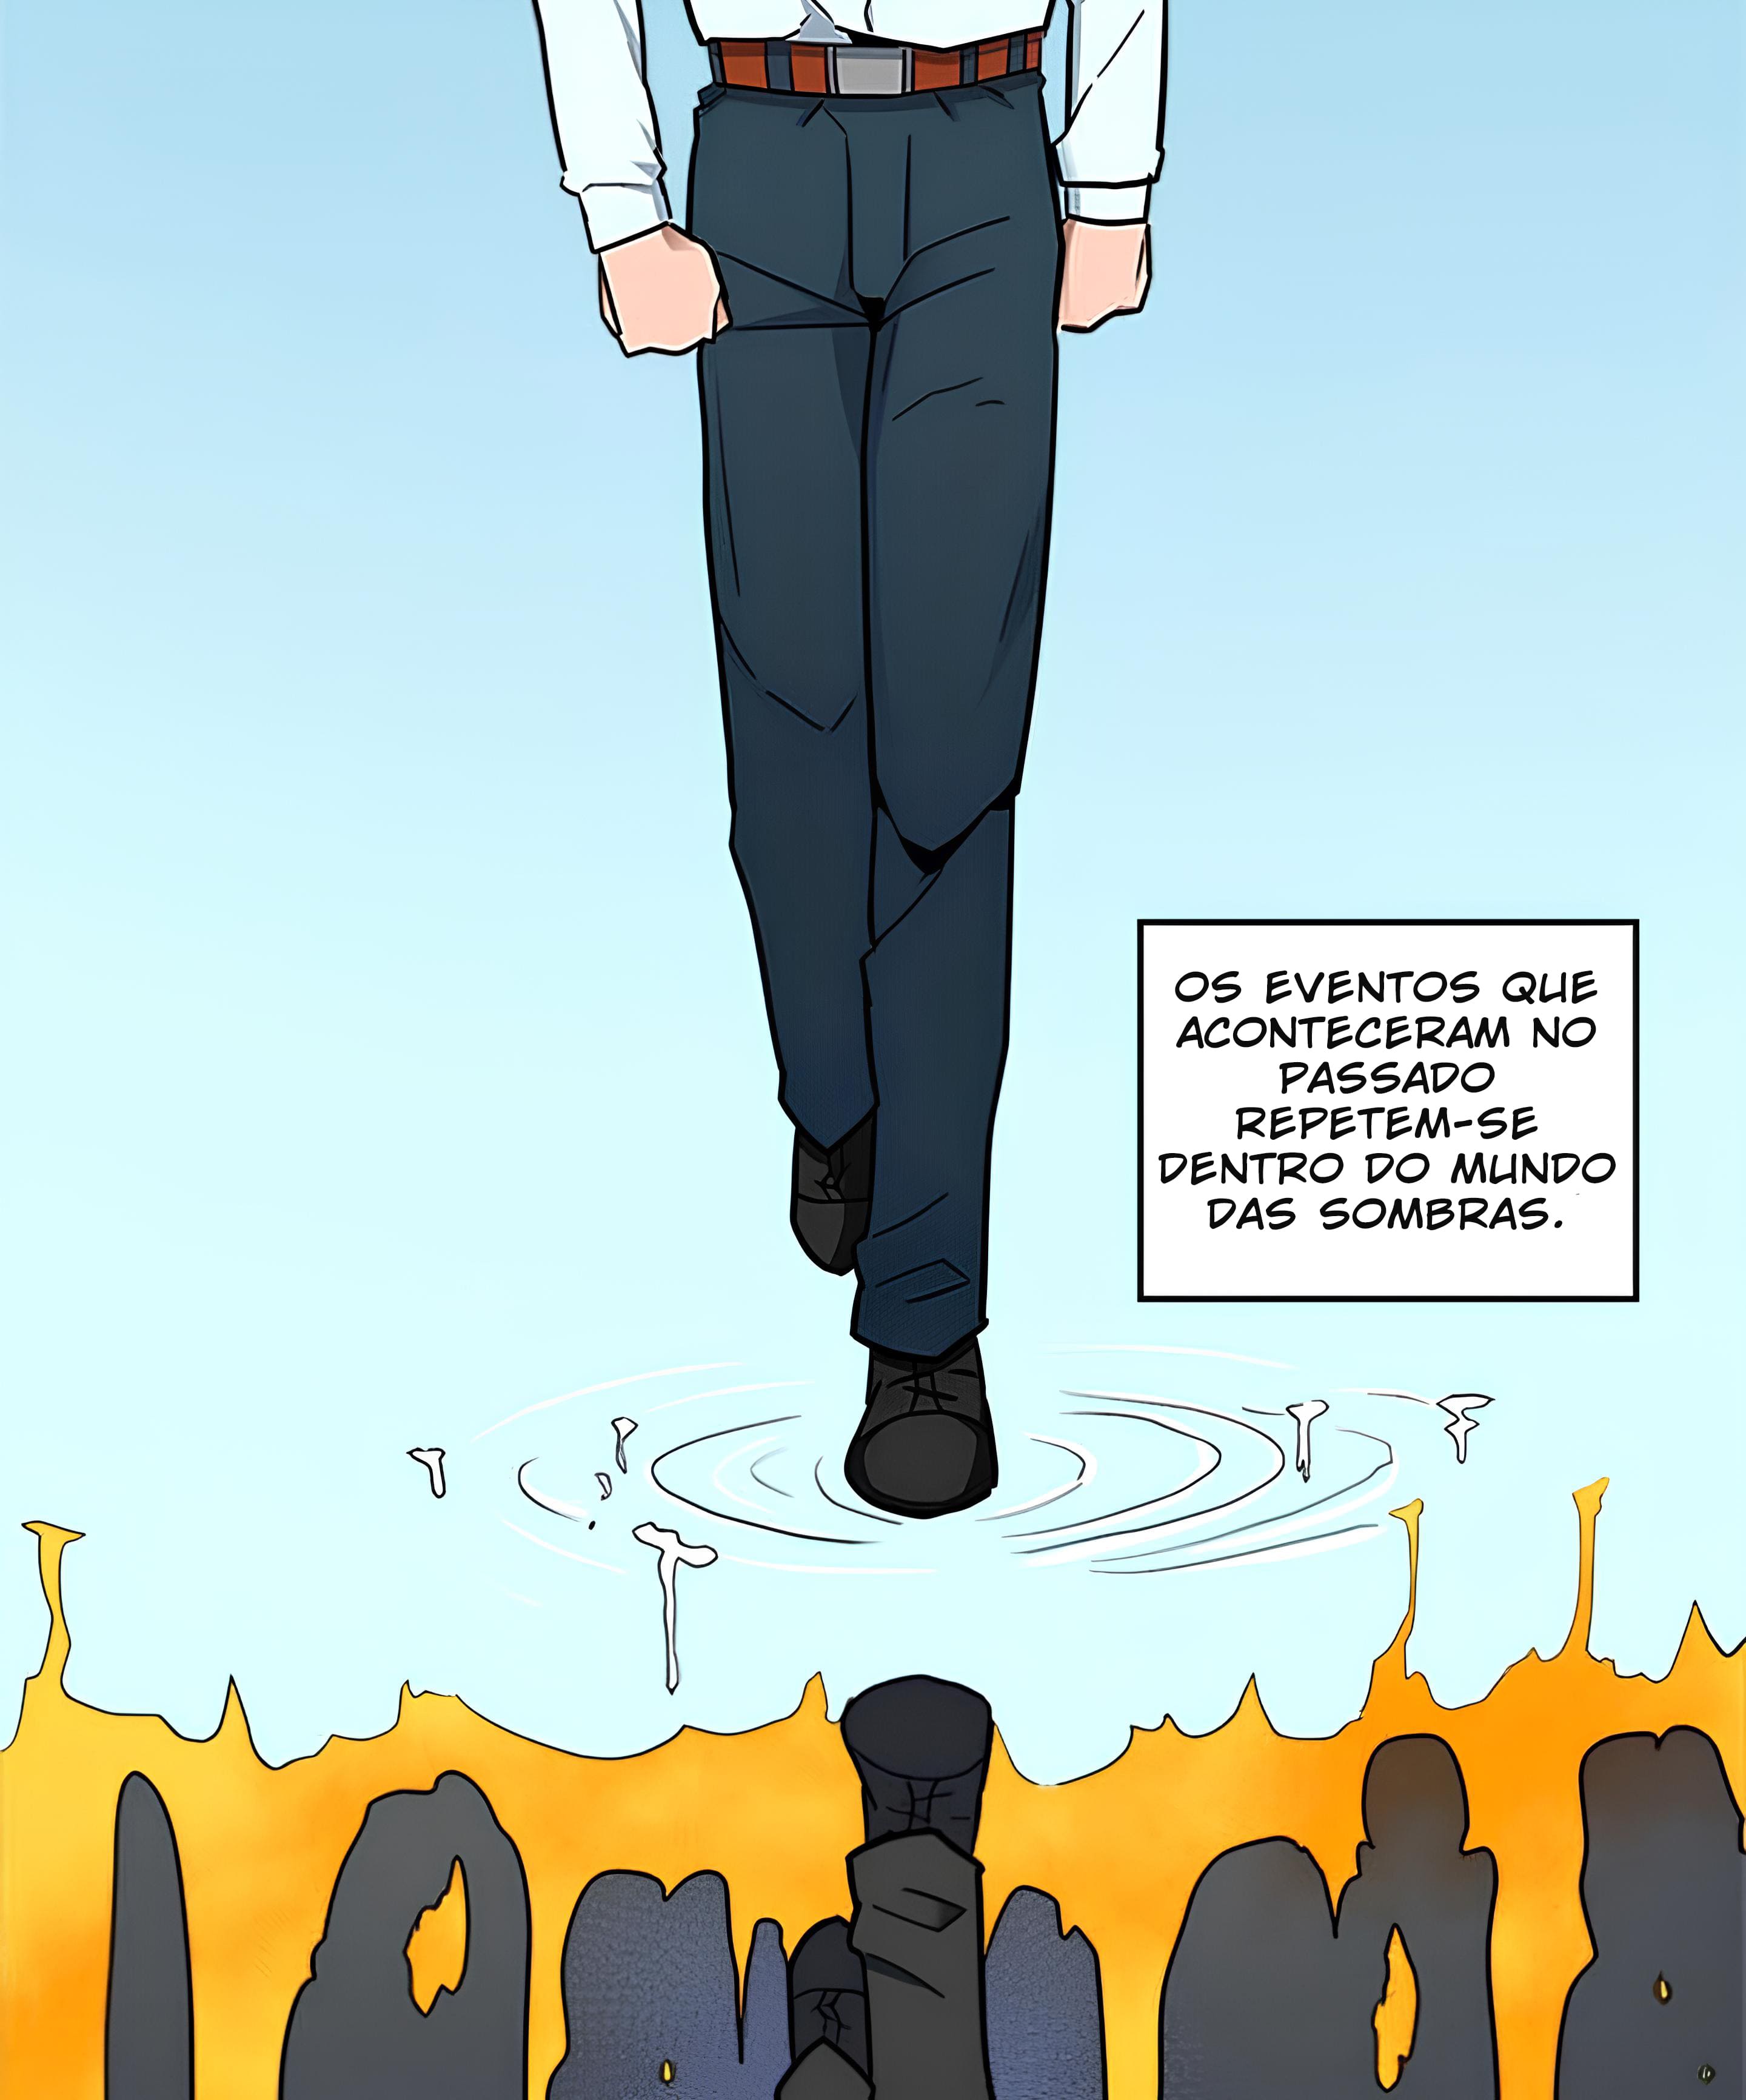 OS EVENTOS QUE
ACONTECERAM NO
PASSADO
REPETEM-SE
DENTRO DO MUNDO
DAS SOMBRAS.